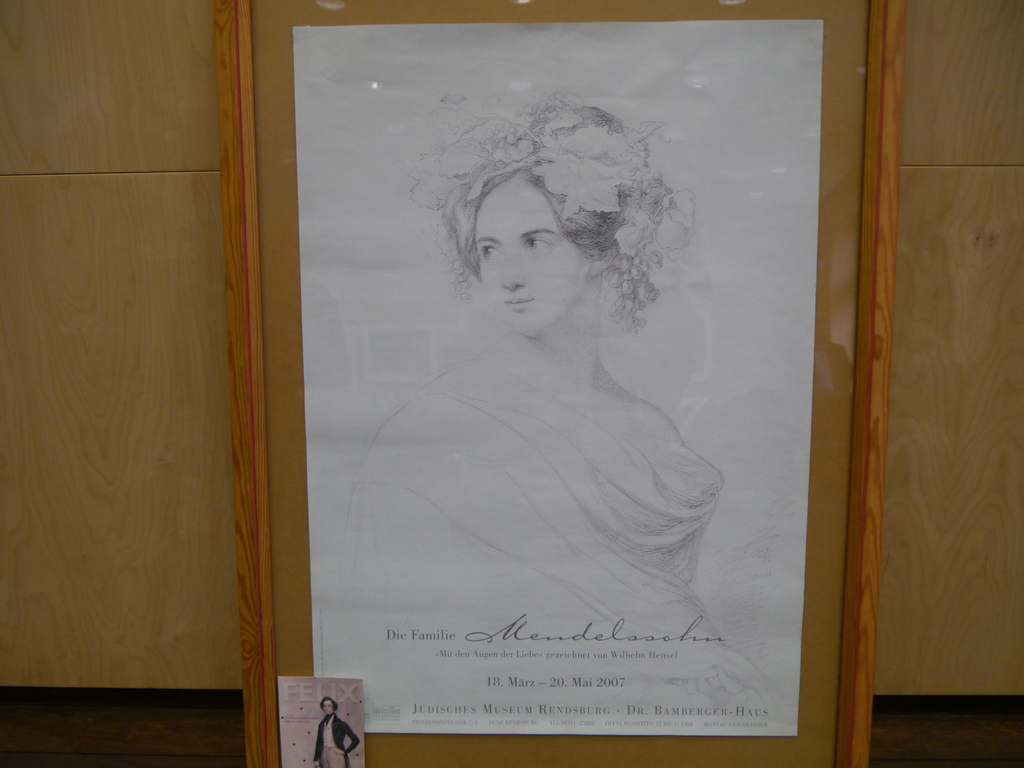 Die Familie Mendelssohn
»Mit den Augen der Liebe« gezeichnet von Wilhelm Hensel
18. März – 20. Mai 2007
Jüdisches Museum Rendsburg · Dr. Bamberger-Haus
FELIX